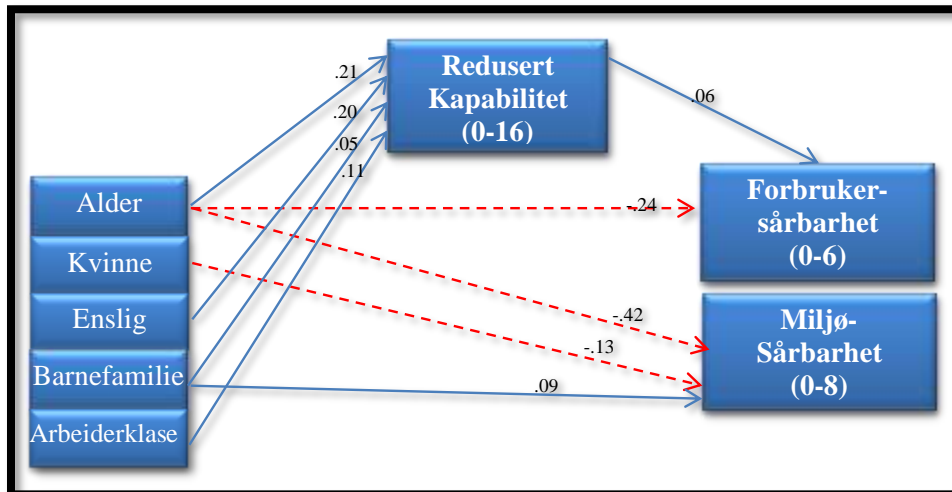 Redusert
Kapabilitet
(0-16)
.21
.20
.05
.11
.06
Alder
Kvinne
Enslig
Barnefamilie
Arbeiderklase
-.24
-.42
-.13
.09
Forbruker-
sårbarhet
(0-6)
Miljø-
Sårbarhet
(0-8)